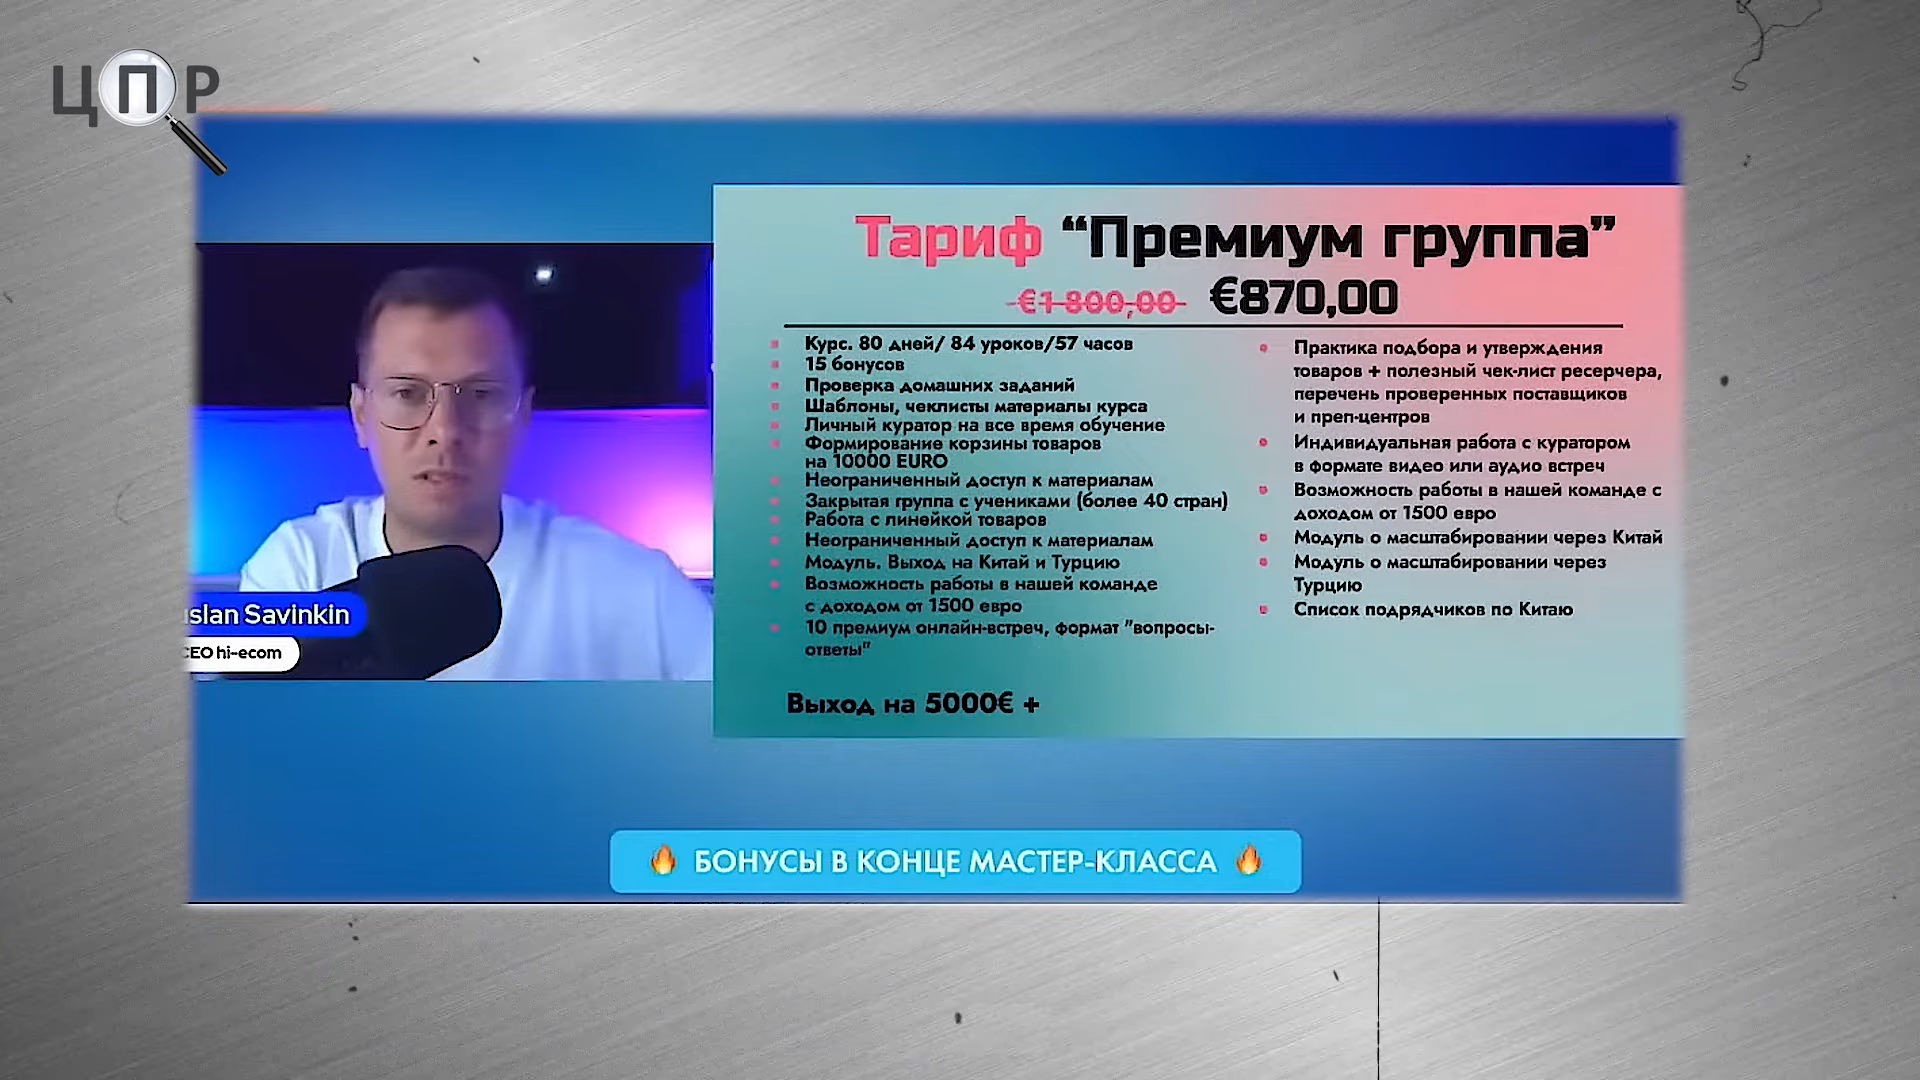 ЦПР
Тариф “Премиум группа”
€1 800,00 €870,00
Курс. 80 дней/ 84 уроков/57 часов
15 бонусов
Проверка домашних заданий
Шаблоны, чеклисты материалы курса
Личный куратор на все время обучение
Формирование корзины товаров
на 10000 EURO
Неограниченный доступ к материалам
Закрытая группа с учениками (более 40 стран)
Работа с линейкой товаров
Неограниченный доступ к материалам
Модуль. Выход на Китай и Турцию
Возможность работы в нашей команде
с доходом от 1500 евро
10 премиум онлайн-встреч, формат "вопросы-
ответы"
Выход на 5000€ +
Практика подбора и утверждения
товаров + полезный чек-лист ресерчера,
перечень проверенных поставщиков
и преп-центров
Индивидуальная работа с куратором
в формате видео или аудио встреч
Возможность работы в нашей команде с
доходом от 1500 евро
Модуль о масштабировании через Китай
Модуль о масштабировании через
Турцию
Список подрядчиков по Китаю
slan Savinkin
CEO hi-ecom
БОНУСЫ В КОНЦЕ МАСТЕР-КЛАССА